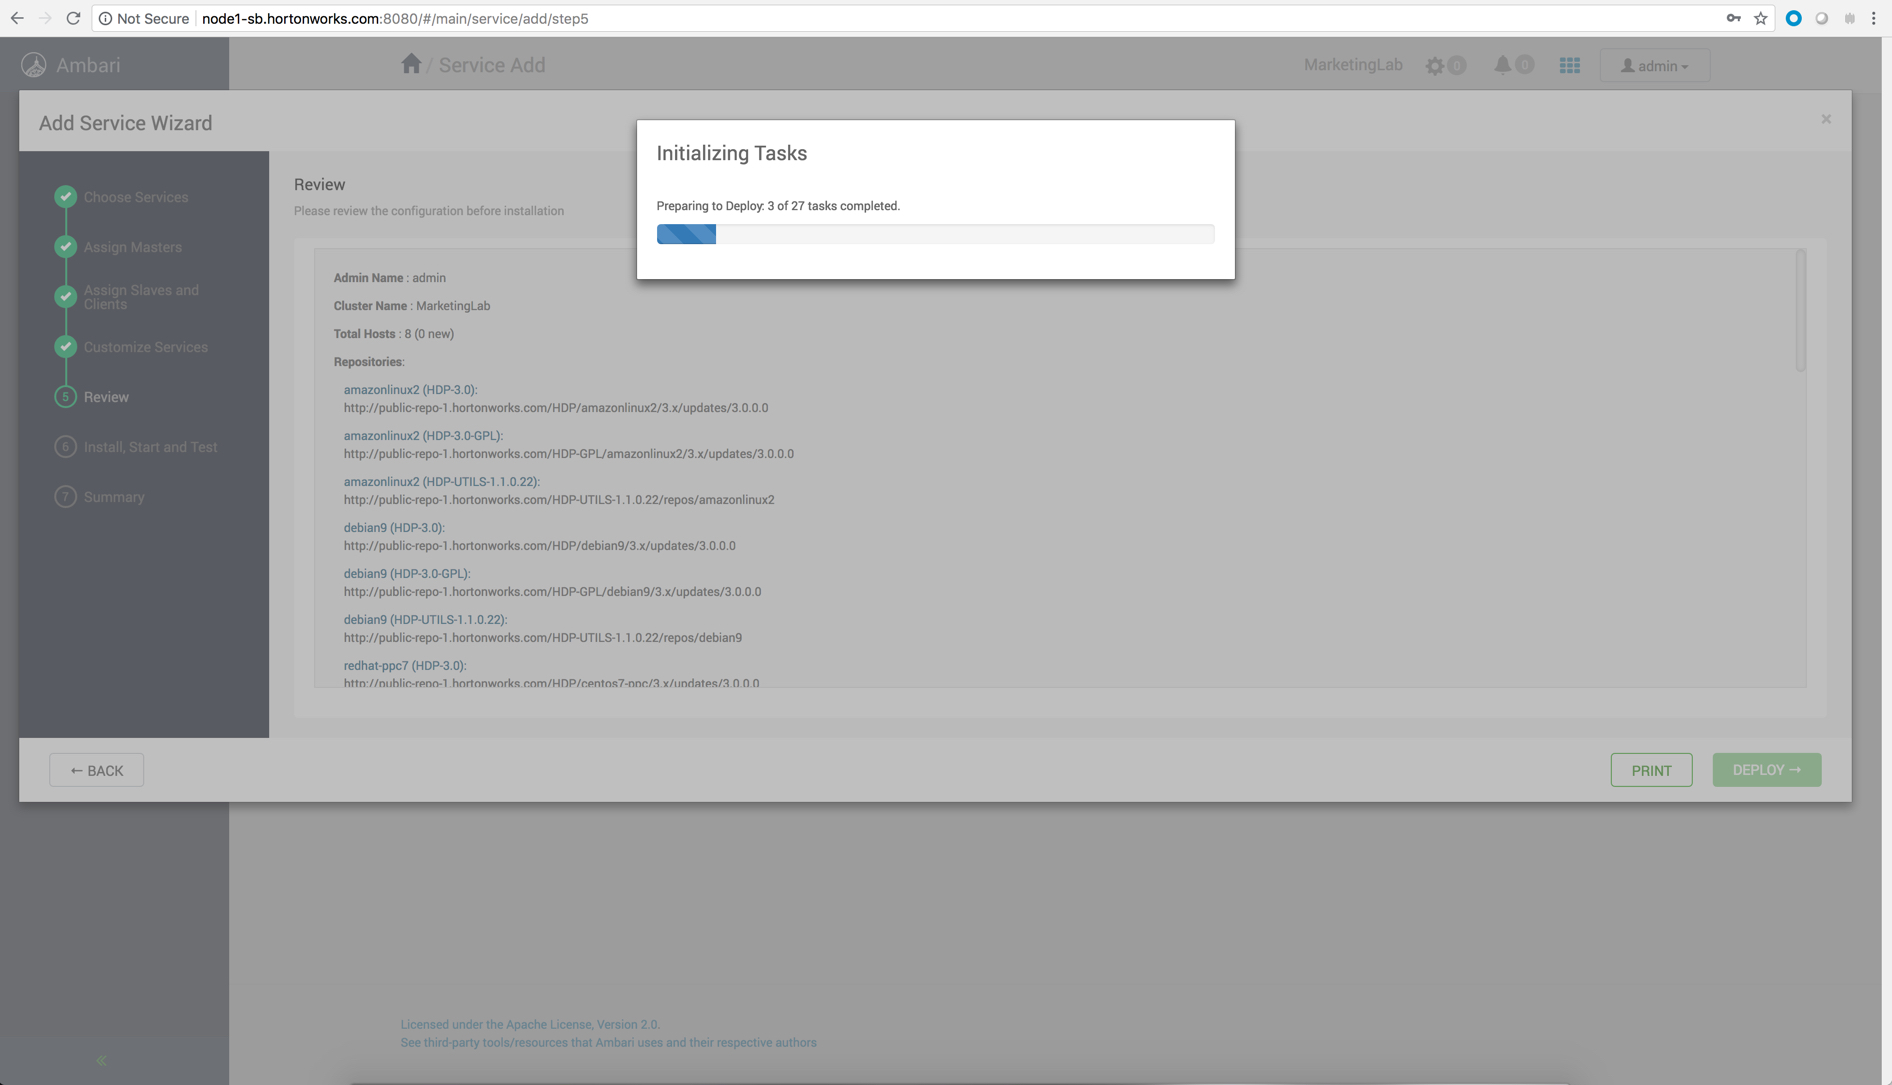 Not Secure node1-sb.hortonworks.com:8080/#/main/service/add/step5
Ambari
/ Service Add
MarketingLab 0 0 admin
Add Service Wizard
×
Choose Services
Assign Masters
Assign Slaves and
Clients
Customize Services
5 Review
6 Install, Start and Test
7 Summary
Review
Please review the configuration before installation
Initializing Tasks
Preparing to Deploy: 3 of 27 tasks completed.
Admin Name : admin
Cluster Name : MarketingLab
Total Hosts : 8 (0 new)
Repositories:
amazonlinux2 (HDP-3.0):
http://public-repo-1.hortonworks.com/HDP/amazonlinux2/3.x/updates/3.0.0.0
amazonlinux2 (HDP-3.0-GPL):
http://public-repo-1.hortonworks.com/HDP-GPL/amazonlinux2/3.x/updates/3.0.0.0
amazonlinux2 (HDP-UTILS-1.1.0.22):
http://public-repo-1.hortonworks.com/HDP-UTILS-1.1.0.22/repos/amazonlinux2
debian9 (HDP-3.0):
http://public-repo-1.hortonworks.com/HDP/debian9/3.x/updates/3.0.0.0
debian9 (HDP-3.0-GPL):
http://public-repo-1.hortonworks.com/HDP-GPL/debian9/3.x/updates/3.0.0.0
debian9 (HDP-UTILS-1.1.0.22):
http://public-repo-1.hortonworks.com/HDP-UTILS-1.1.0.22/repos/debian9
redhat-ppc7 (HDP-3.0):
http://public-repo-1.hortonworks.com/HDP/centos7-ppc/3.x/updates/3.0.0.0
← BACK
PRINT
DEPLOY →
Licensed under the Apache License, Version 2.0.
See third-party tools/resources that Ambari uses and their respective authors
«